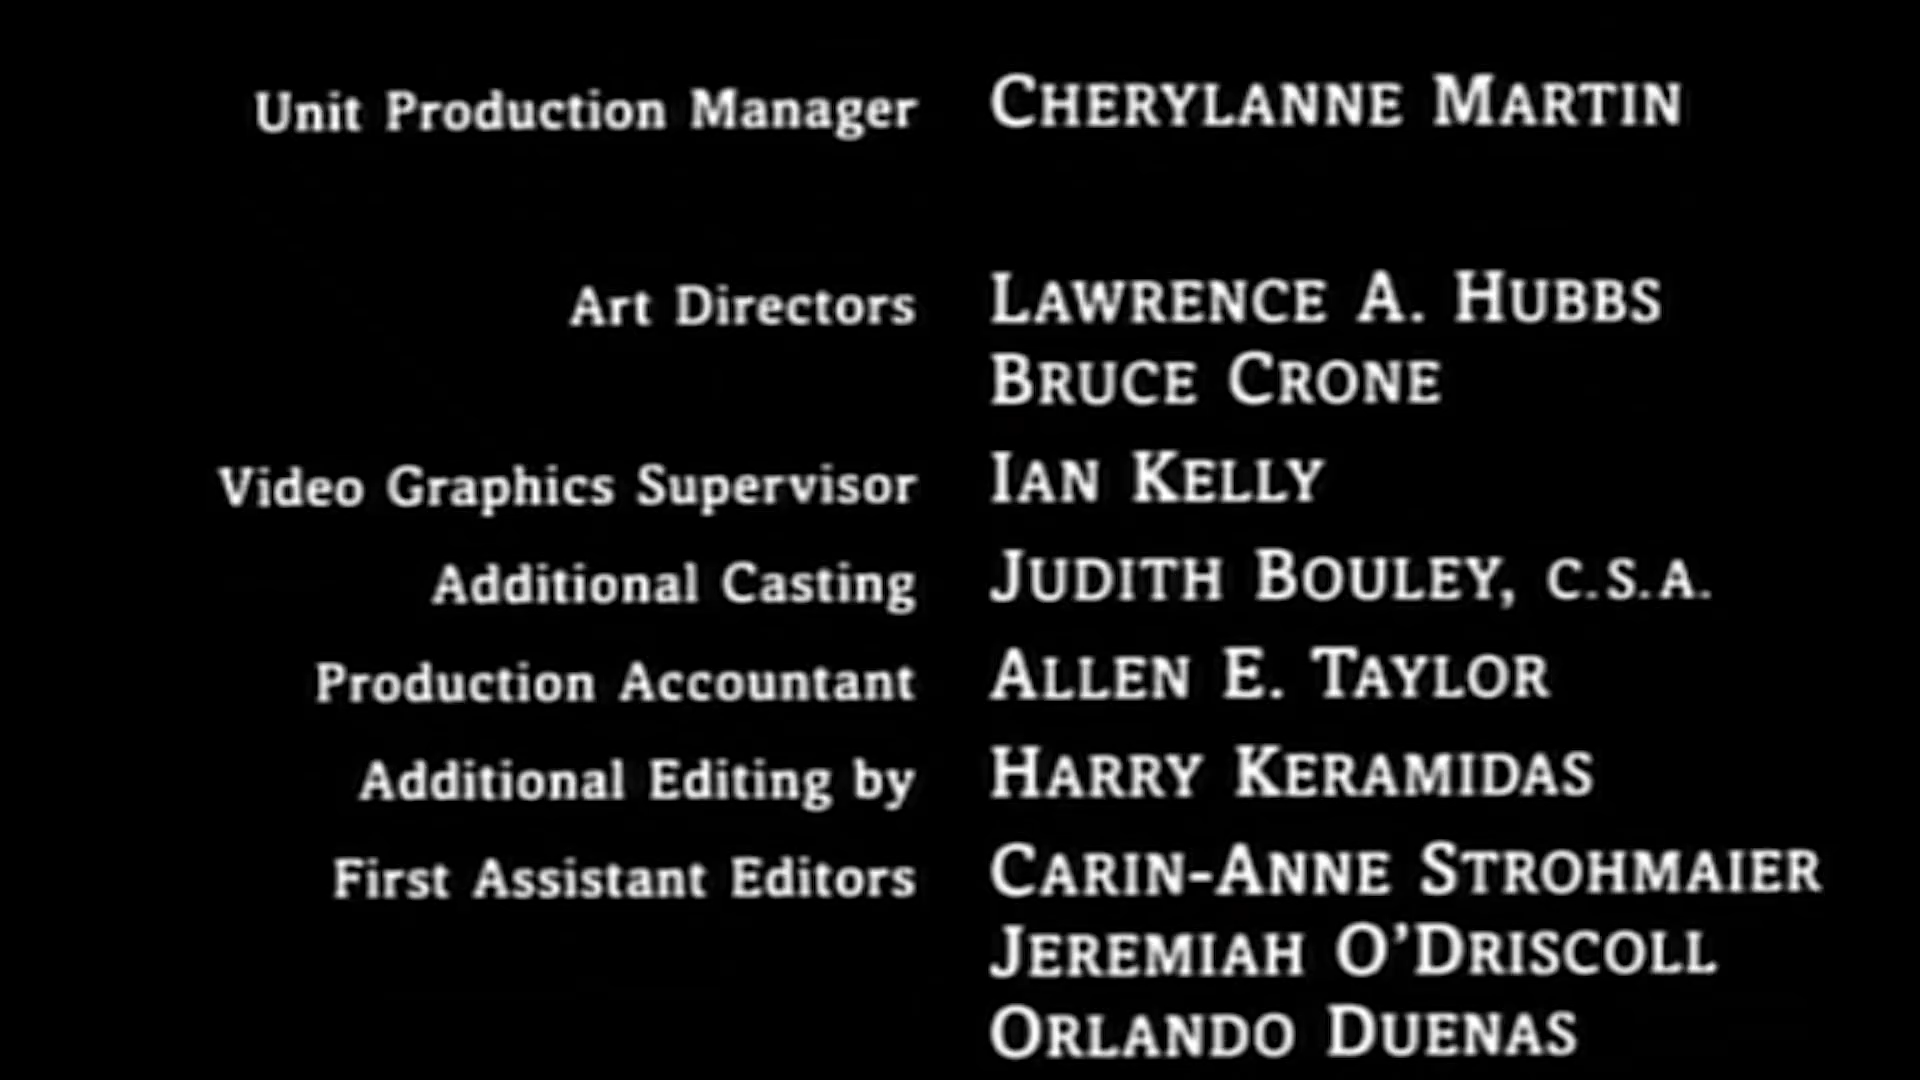 Unit Production Manager CHERYLANNE MARTIN
Art Directors LAWRENCE A. HUBBS
BRUCE CRONE
Video Graphics Supervisor IAN KELLY
Additional Casting JUDITH BOULEY, C.S.A.
Production Accountant ALLEN E. TAYLOR
Additional Editing by HARRY KERAMIDAS
First Assistant Editors CARIN-ANNE STROHMAIER
JEREMIAH O'DRISCOLL
ORLANDO DUENAS